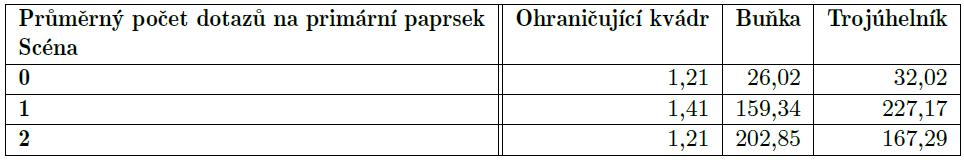 Průměrný počet dotazů na primární paprsek Ohraničující kvádr Buňka Trojúhelník
Scéna
0 1,21 26,02 32,02
1 1,41 159,34 227,17
2 1,21 202,85 167,29